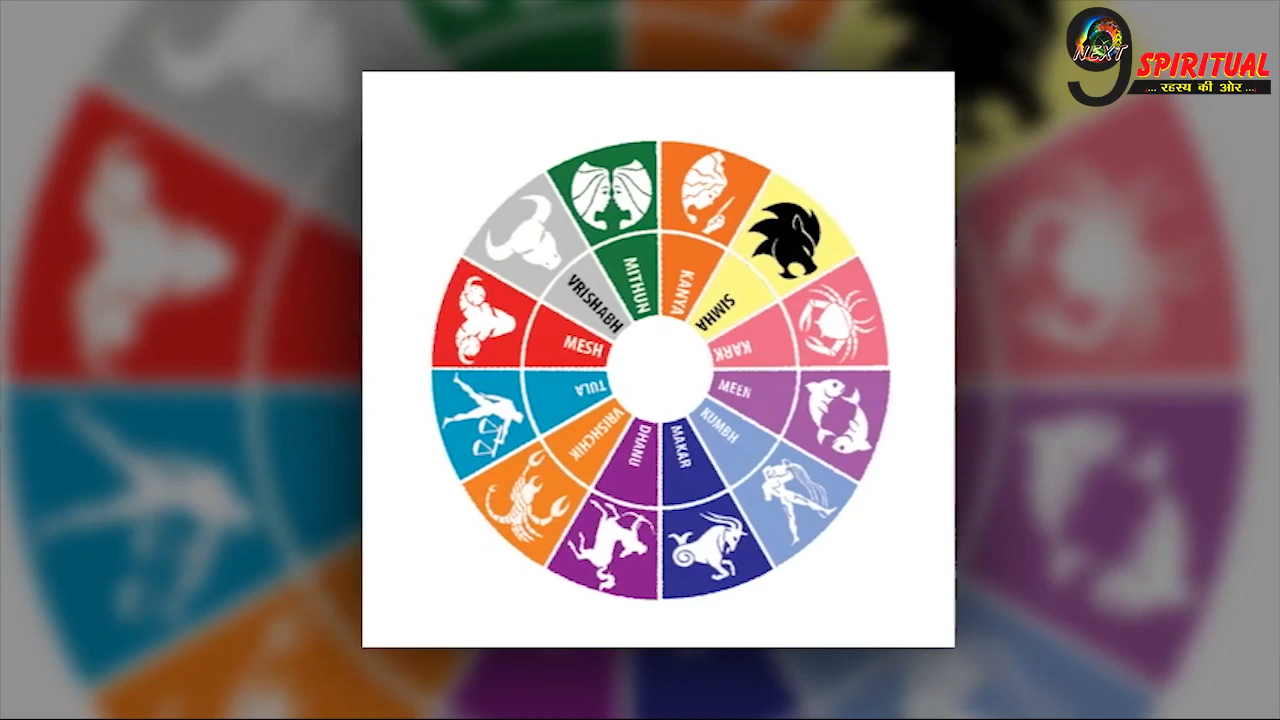 9
NEXT
SPIRITUAL
... रहस्य की ओर ...
MITHUN
KANYA
SIMHA
KARK
MEEN
KUMBH
MAKAR
DHANU
VRISHCHIK
TULA
MESH
VRISHABH